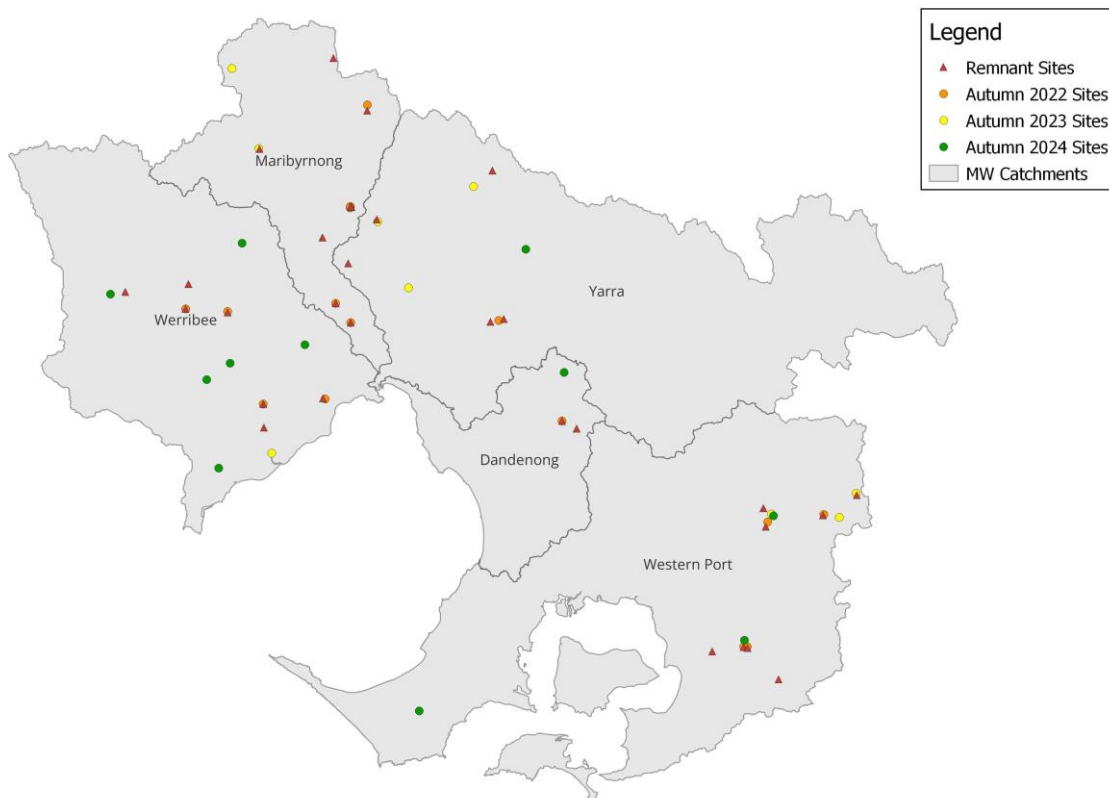 Legend
Remnant Sites
Autumn 2022 Sites
Autumn 2023 Sites
Autumn 2024 Sites
MW Catchments
Maribyrnong
Yarra
Werribee
Dandenong
Western Port